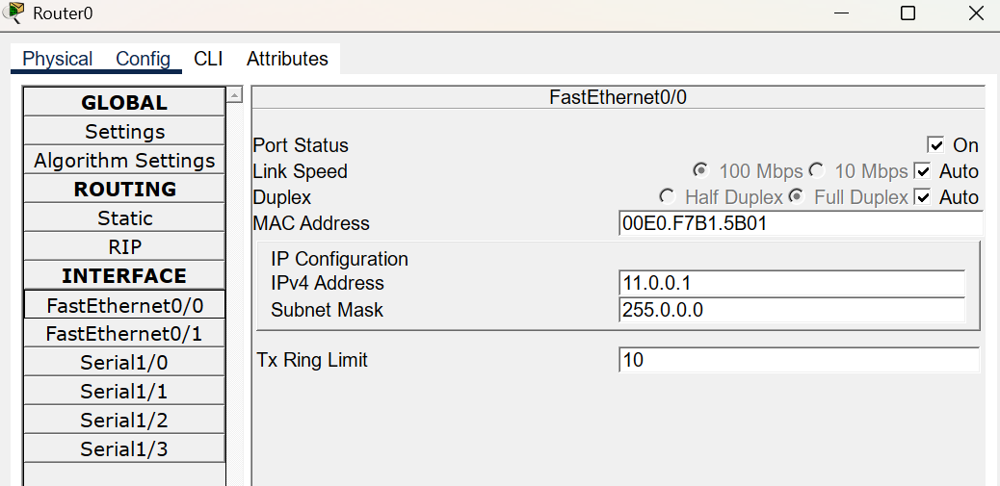 Router0
Physical Config CLI Attributes
GLOBAL
Settings
Algorithm Settings
ROUTING
Static
RIP
INTERFACE
FastEthernet0/0
FastEthernet0/1
Serial1/0
Serial1/1
Serial1/2
Serial1/3
FastEthernet0/0
Port Status On
Link Speed 100 Mbps 10 Mbps Auto
Duplex Half Duplex Full Duplex Auto
MAC Address 00E0.F7B1.5B01
IP Configuration
IPv4 Address 11.0.0.1
Subnet Mask 255.0.0.0
Tx Ring Limit 10